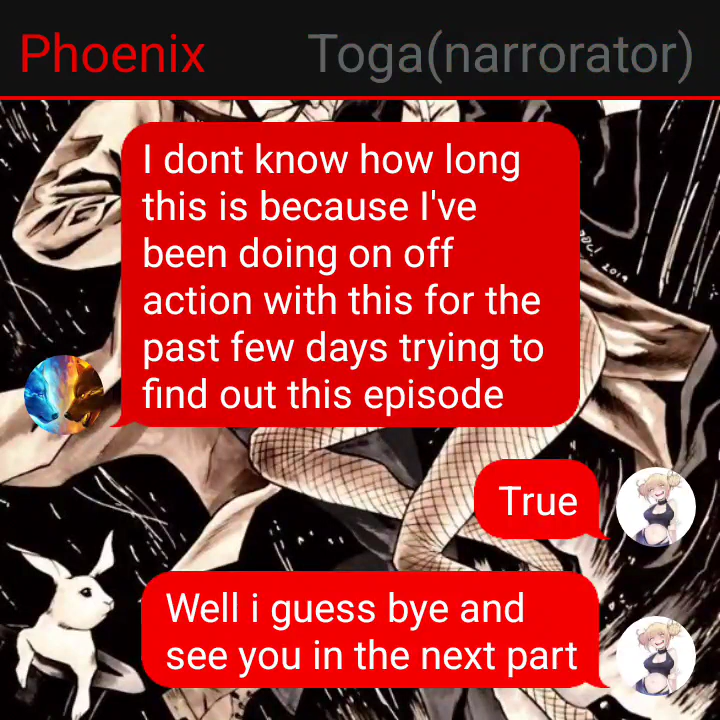 Phoenix Toga(narrorator)
I dont know how long
this is because I've
been doing on off
action with this for the
past few days trying to
find out this episode
True
Well i guess bye and
see you in the next part